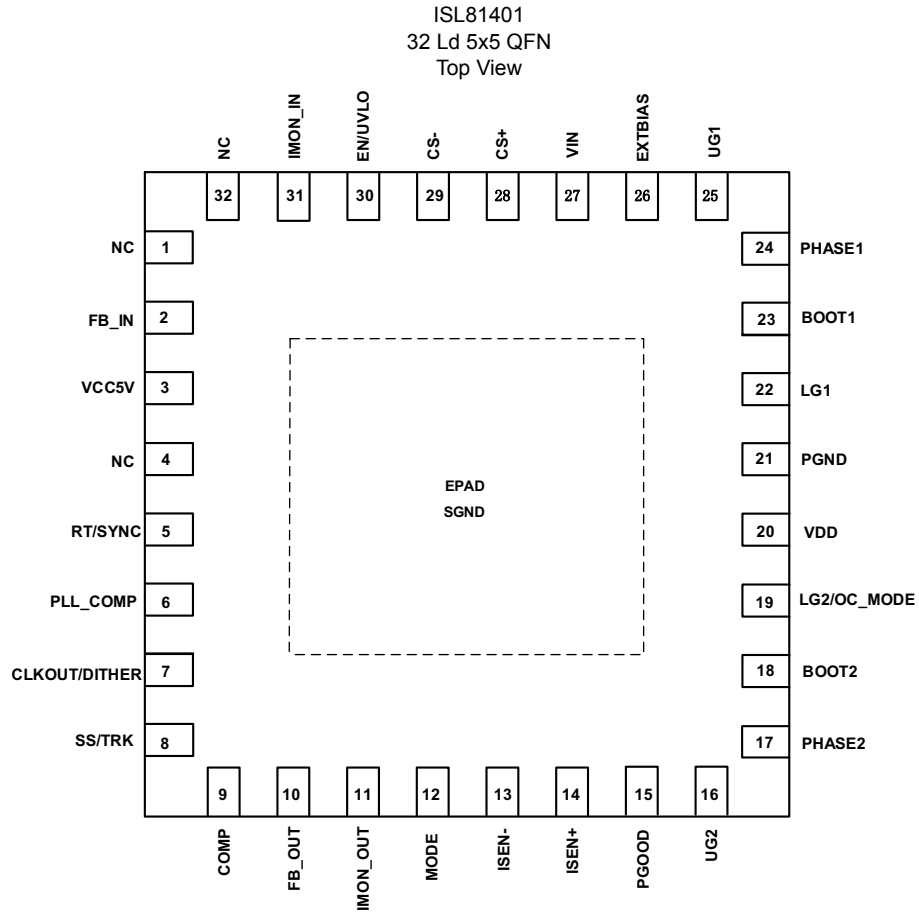 ISL81401
32 Ld 5x5 QFN
Top View
NC
IMON_IN
EN/UVLO
CS-
CS+
VIN
EXTBIAS
UG1
32
31
30
29
28
27
26
25
NC 1
FB_IN 2
VCC5V 3
NC 4
RT/SYNC 5
PLL_COMP 6
CLKOUT/DITHER 7
SS/TRK 8
EPAD
SGND
24 PHASE1
23 BOOT1
22 LG1
21 PGND
20 VDD
19 LG2/OC_MODE
18 BOOT2
17 PHASE2
9
10
11
12
13
14
15
16
COMP
FB_OUT
IMON_OUT
MODE
ISEN-
ISEN+
PGOOD
UG2